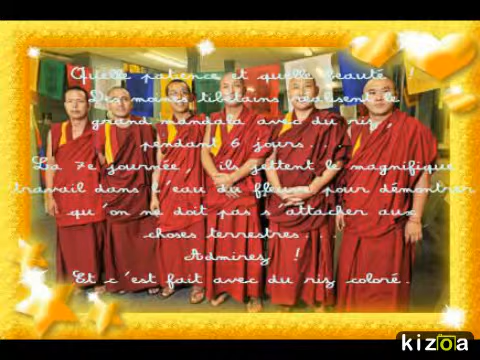 Quelle patience et quelle beauté !
Des moines tibétains réalisent le
grand mandala avec du riz,
pendant 6 jours...
La 7e journée, ils jettent le magnifique
travail dans l'eau du fleuve pour démontrer
qu'on ne doit pas s'attacher aux
choses terrestres...
Admirez !
Et c'est fait avec du riz coloré.
kizoa